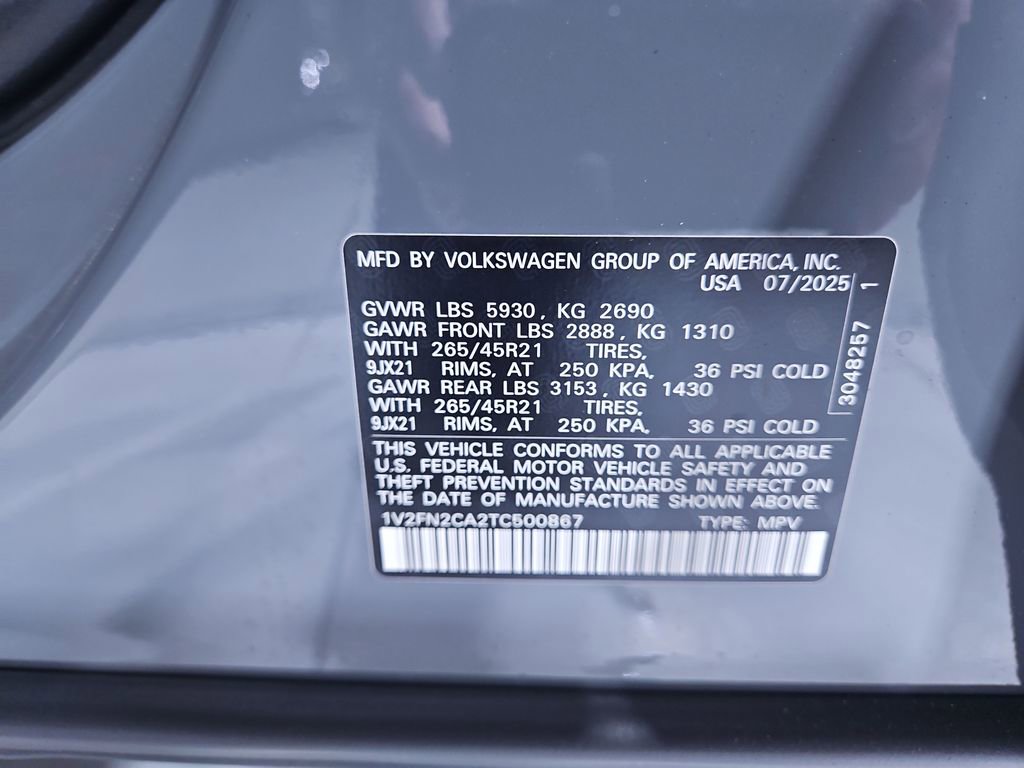 MFD BY VOLKSWAGEN GROUP OF AMERICA, INC.
USA 07/2025
GVWR LBS 5930, KG 2690
GAWR FRONT LBS 2888, KG 1310
WITH 265/45R21 TIRES,
9JX21 RIMS, AT 250 KPA, 36 PSI COLD
GAWR REAR LBS 3153, KG 1430
WITH 265/45R21 TIRES,
9JX21 RIMS, AT 250 KPA, 36 PSI COLD
3048257 1
THIS VEHICLE CONFORMS TO ALL APPLICABLE
U.S. FEDERAL MOTOR VEHICLE SAFETY AND
THEFT PREVENTION STANDARDS IN EFFECT ON
THE DATE OF MANUFACTURE SHOWN ABOVE.
1V2FN2CA2TC500867 TYPE: MPV